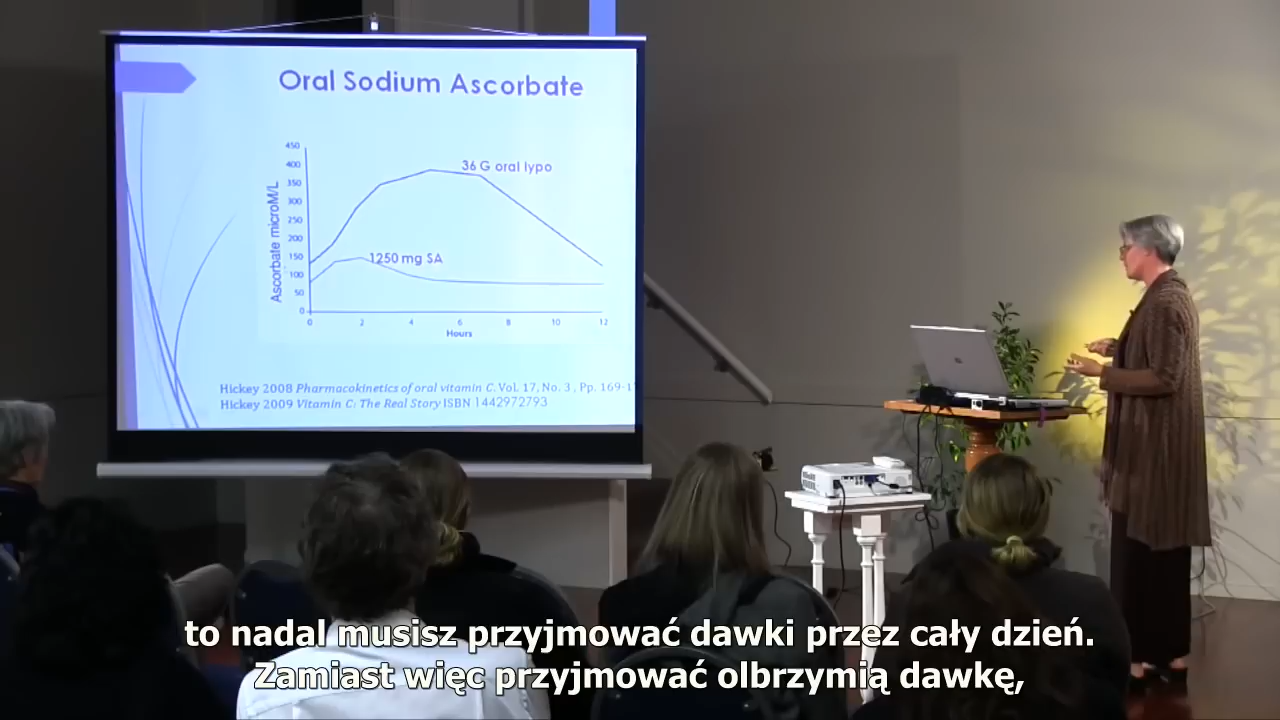 Oral Sodium Ascorbate
450
400
350
300
250
200
150
100
50
0
Ascorbate microM/L
36 G oral lypo
1250 mg SA
0 2 4 6 8 10 12
Hours
Hickey 2008 Pharmacokinetics of oral vitamin C. Vol. 17, No. 3 , Pp. 169-1
Hickey 2009 Vitamin C: The Real Story ISBN 1442972793
to nadal musisz przyjmować dawki przez cały dzień.
Zamiast więc przyjmować olbrzymią dawkę,